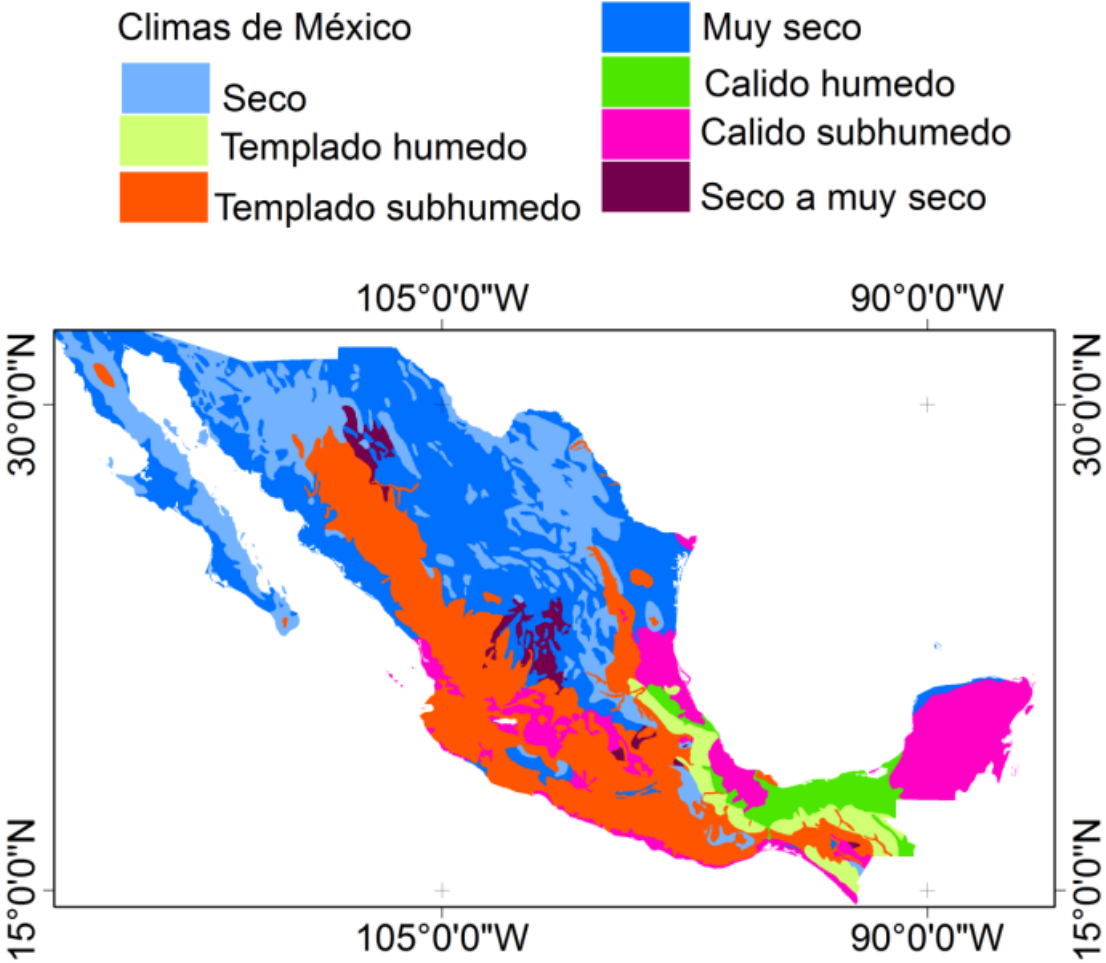 Climas de México
Seco
Templado humedo
Templado subhumedo
Muy seco
Calido humedo
Calido subhumedo
Seco a muy seco
105°0'0"W
90°0'0"W
30°0'0"N
30°0'0"N
15°0'0"N
15°0'0"N
105°0'0"W
90°0'0"W